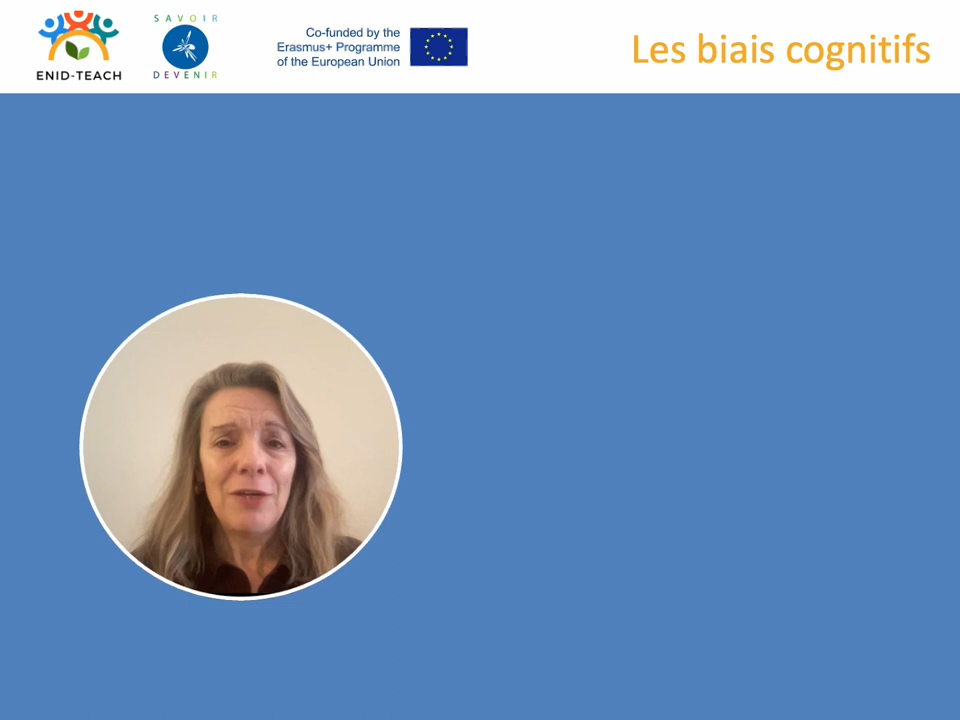 ENID-TEACH
SAVOIR
DEVENIR
Co-funded by the
Erasmus+ Programme
of the European Union
Les biais cognitifs